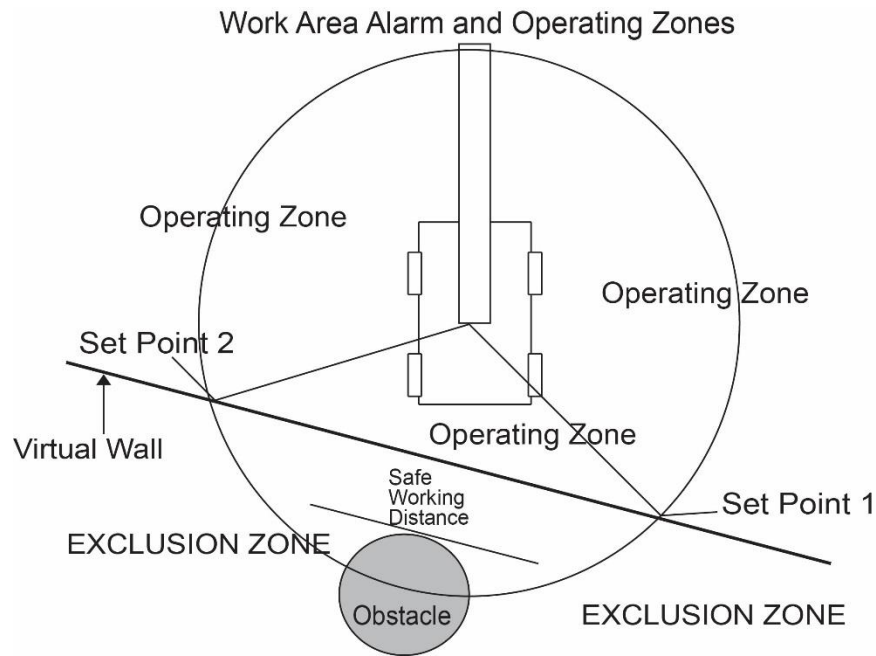 Work Area Alarm and Operating Zones
Operating Zone
Operating Zone
Set Point 2
Operating Zone
Virtual Wall
Safe
Working
Distance
Set Point 1
EXCLUSION ZONE
Obstacle
EXCLUSION ZONE